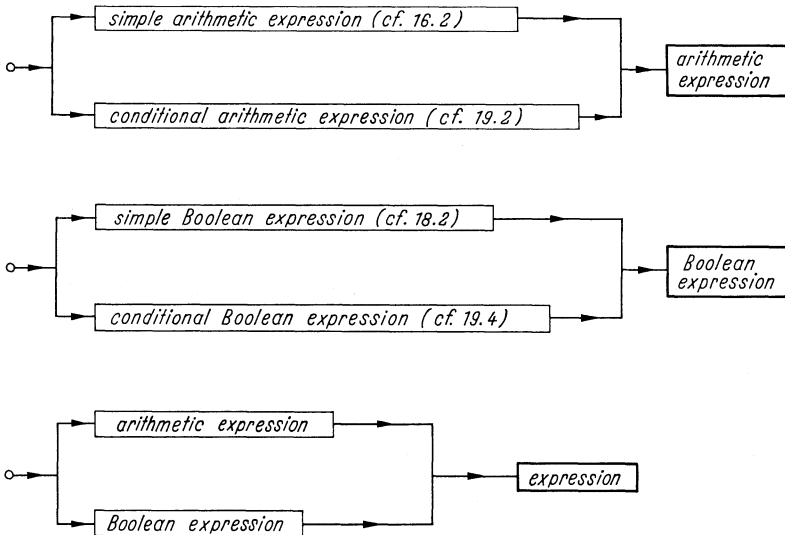 simple arithmetic expression (cf. 16.2)
arithmetic
expression
conditional arithmetic expression (cf. 19.2)
simple Boolean expression (cf. 18.2)
Boolean
expression
conditional Boolean expression (cf. 19.4)
arithmetic expression
expression
Boolean expression